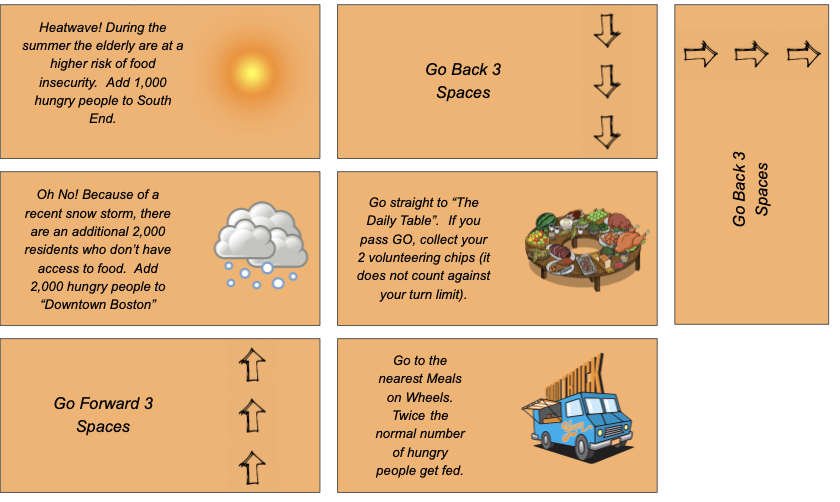 Heatwave! During the
summer the elderly are at a
higher risk of food
insecurity. Add 1,000
hungry people to South
End.
Go Back 3
Spaces
Go Back 3
Spaces
Oh No! Because of a
recent snow storm, there
are an additional 2,000
residents who don't have
access to food. Add
2,000 hungry people to
“Downtown Boston”
Go straight to “The
Daily Table”. If you
pass GO, collect your
2 volunteering chips (it
does not count against
your turn limit).
Go Forward 3
Spaces
Go to the
nearest Meals
on Wheels.
Twice the
normal number
of hungry
people get fed.